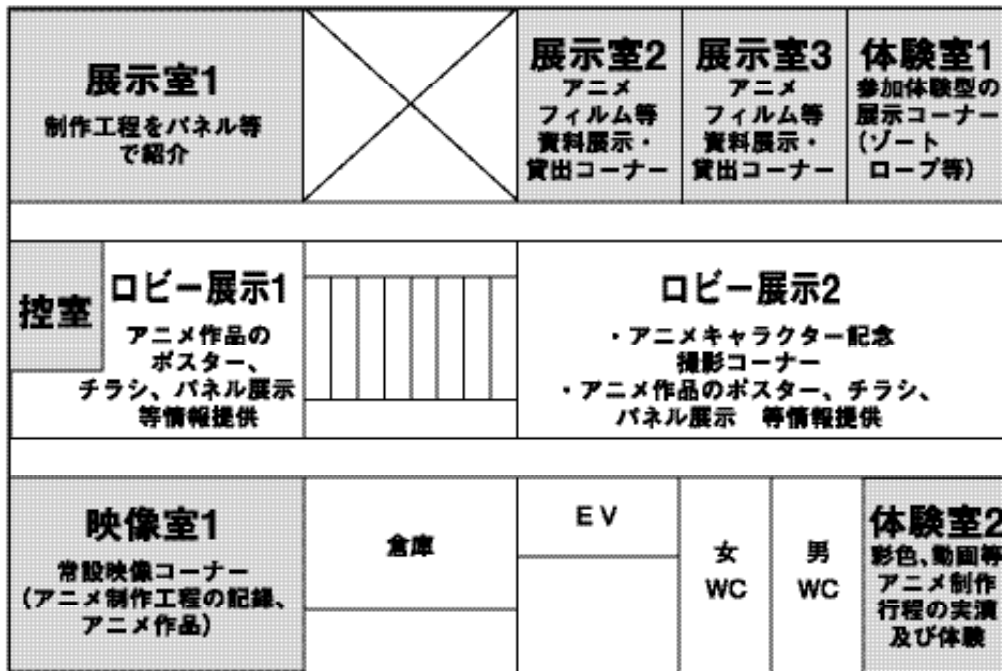 展示室1
制作工程をパネル等
で紹介
展示室2
アニメ
フィルム等
資料展示・
貸出コーナー
展示室3
アニメ
フィルム等
資料展示・
貸出コーナー
体験室1
参加体験型の
展示コーナー
(ゾート
ロープ等)
控室
ロビー展示1
アニメ作品の
ポスター、
チラシ、パネル展示
等情報提供
ロビー展示2
・アニメキャラクター記念
撮影コーナー
・アニメ作品のポスター、チラシ、
パネル展示 等情報提供
映像室1
常設映像コーナー
(アニメ制作工程の記録、
アニメ作品)
倉庫
EV
女
WC
男
WC
体験室2
彩色、動画等
アニメ制作
行程の実演
及び体験